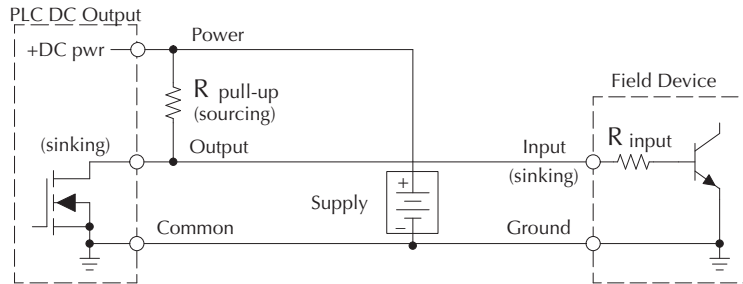 PLC DC Output
+DC pwr
Power
R pull-up
(sourcing)
Field Device
(sinking)
Output
Input
(sinking)
R input
Supply
+
–
Common
Ground